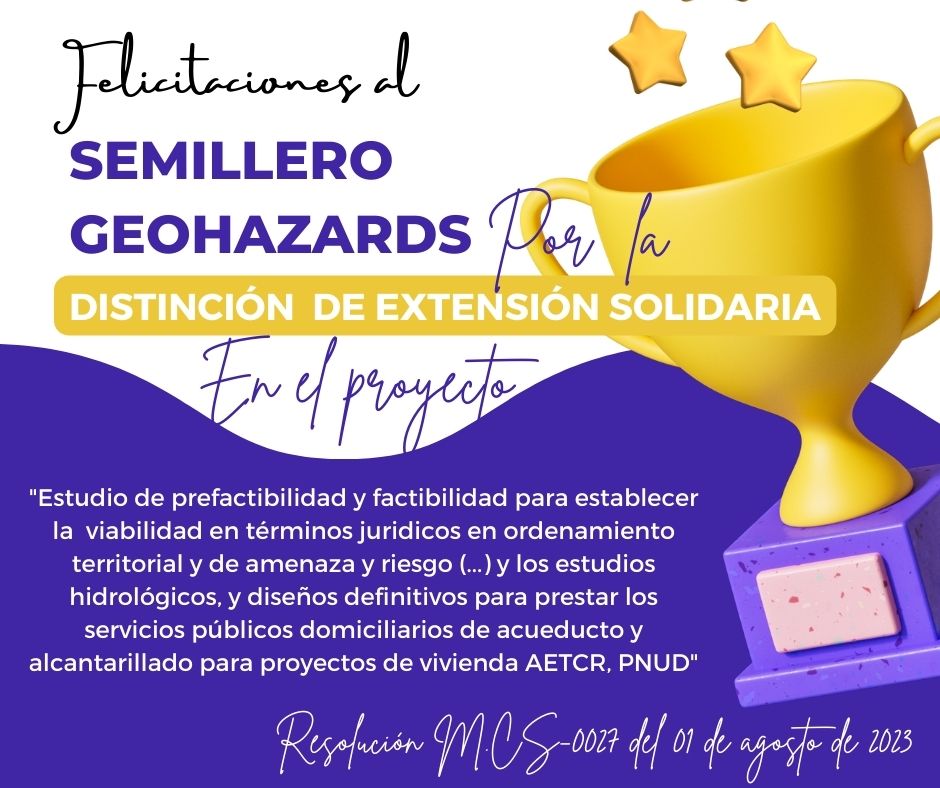 Felicitaciones al
SEMILLERO
GEOHAZARDS Por la
DISTINCIÓN DE EXTENSIÓN SOLIDARIA
En el proyecto
"Estudio de prefactibilidad y factibilidad para establecer
la viabilidad en términos juridicos en ordenamiento
territorial y de amenaza y riesgo (...) y los estudios
hidrológicos, y diseños definitivos para prestar los
servicios públicos domiciliarios de acueducto y
alcantarillado para proyectos de vivienda AETCR, PNUD"
Resolución M.CS-0027 del 01 de agosto de 2023